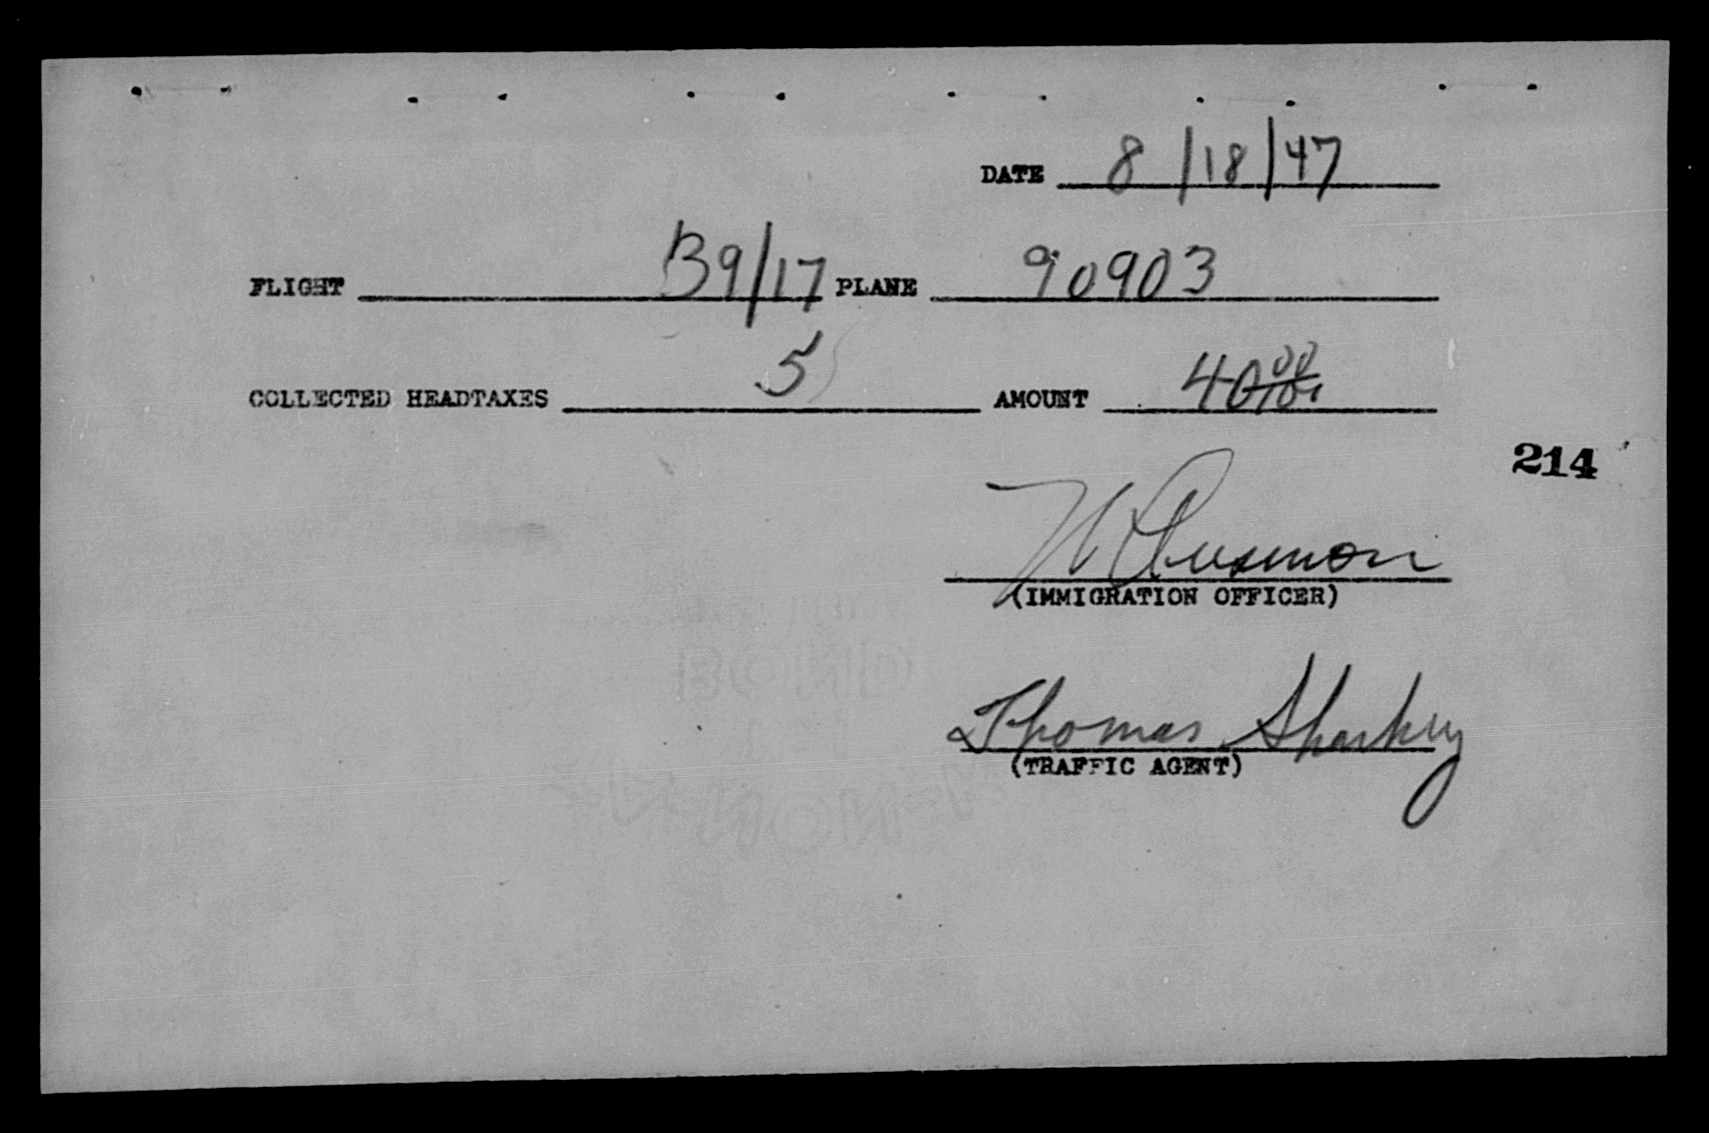 DATE 8/18/47
FLIGHT B9/17 PLANE 90903
COLLECTED HEADTAXES 5 AMOUNT 40 00
214
(IMMIGRATION OFFICER)
Thomas Sharkey
(TRAFFIC AGENT)